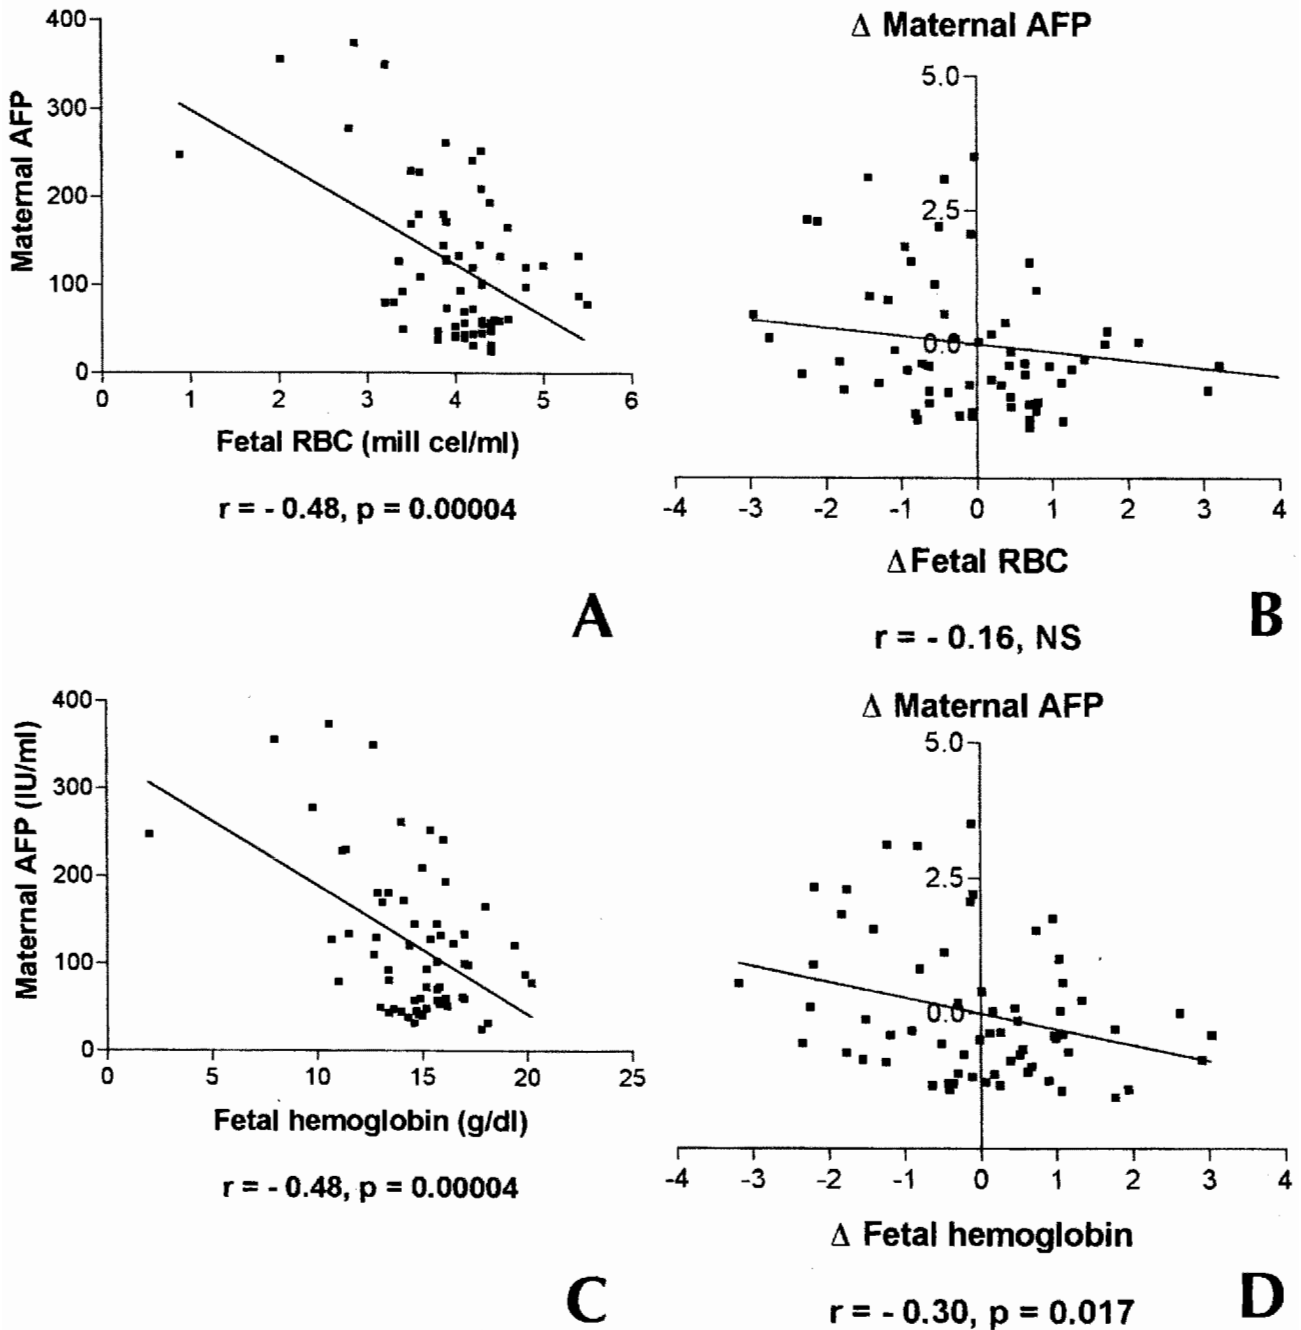 Maternal AFP
400
300
200
100
0
0 1 2 3 4 5 6
Fetal RBC (mill cel/ml)
r = - 0.48, p = 0.00004
A
Δ Maternal AFP
5.0
2.5
0.0
-4 -3 -2 -1 0 1 2 3 4
ΔFetal RBC
r = - 0.16, NS
B
Maternal AFP (IU/ml)
400
300
200
100
0
0 5 10 15 20 25
Fetal hemoglobin (g/dl)
r = - 0.48, p = 0.00004
C
Δ Maternal AFP
5.0
2.5
0.0
-4 -3 -2 -1 0 1 2 3 4
Δ Fetal hemoglobin
r = - 0.30, p = 0.017
D